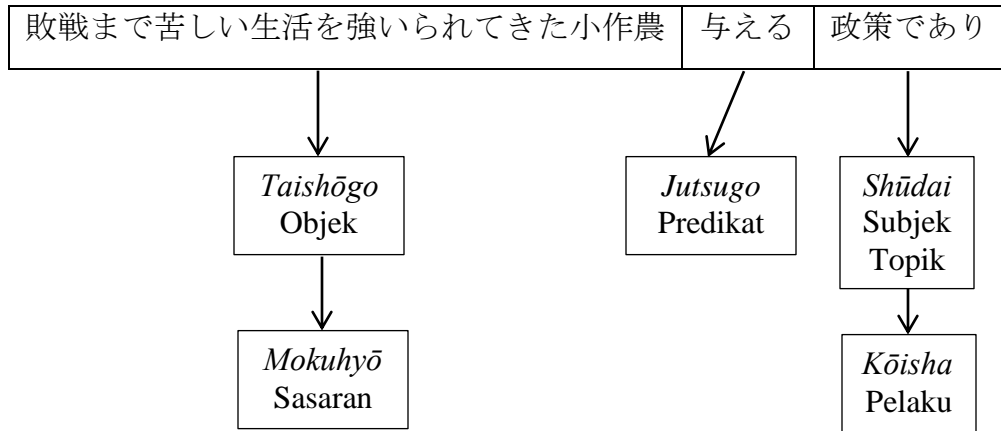 敗戦まで苦しい生活を強いられてきた小作農 与える 政策であり
Taishōgo
Objek
Jutsugo
Predikat
Shūdai
Subjek
Topik
Mokuhyō
Sasaran
Kōisha
Pelaku